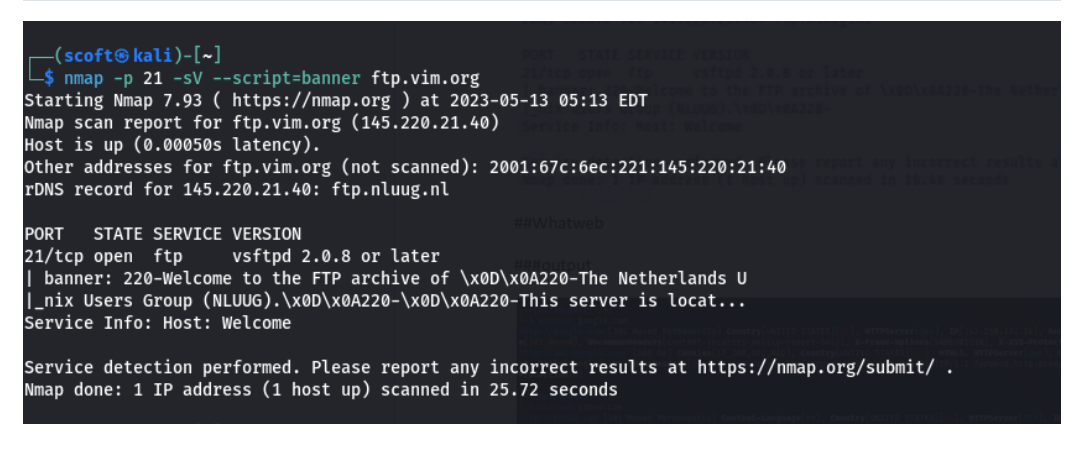 ┌──(scoft㉿kali)-[~]
└─$ nmap -p 21 -sV --script=banner ftp.vim.org
Starting Nmap 7.93 ( https://nmap.org ) at 2023-05-13 05:13 EDT
Nmap scan report for ftp.vim.org (145.220.21.40)
Host is up (0.00050s latency).
Other addresses for ftp.vim.org (not scanned): 2001:67c:6ec:221:145:220:21:40
rDNS record for 145.220.21.40: ftp.nluug.nl
PORT   STATE SERVICE VERSION
21/tcp open  ftp     vsftpd 2.0.8 or later
| banner: 220-Welcome to the FTP archive of \x0D\x0A220-The Netherlands U
|_nix Users Group (NLUUG).\x0D\x0A220-\x0D\x0A220-This server is locat...
Service Info: Host: Welcome
Service detection performed. Please report any incorrect results at https://nmap.org/submit/ .
Nmap done: 1 IP address (1 host up) scanned in 25.72 seconds
##Whatweb
###output